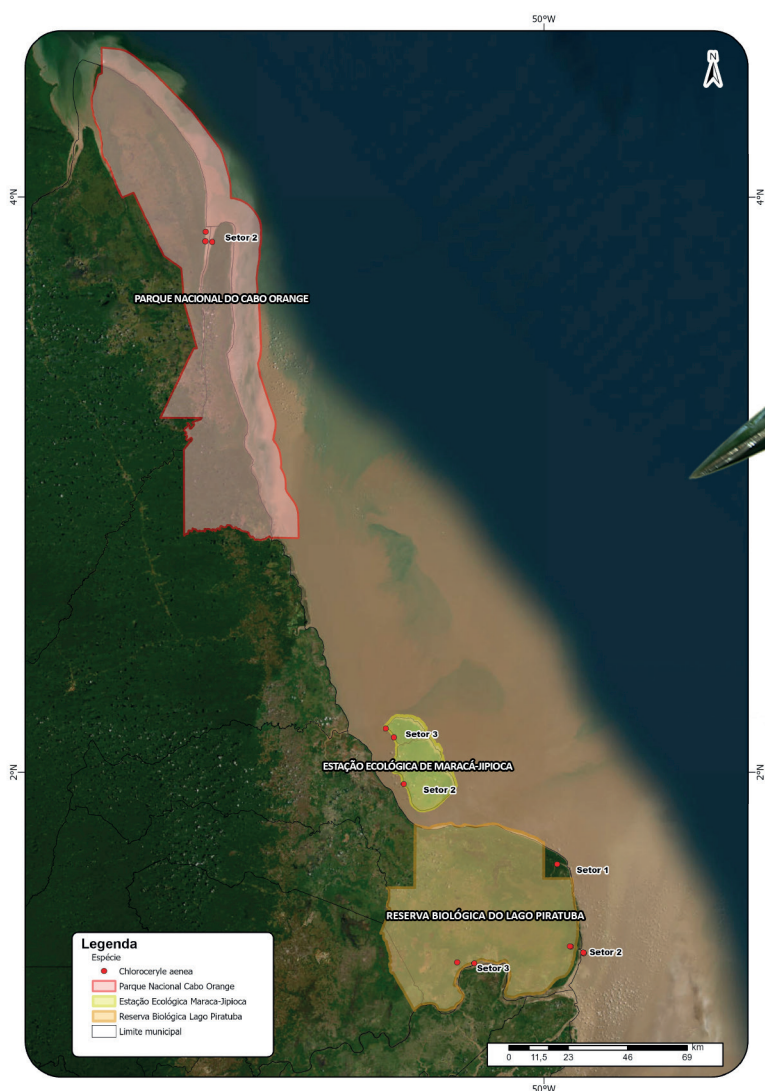 50°W
N
4°N
4°N
Setor 2
PARQUE NACIONAL DO CABO ORANGE
Setor 3
ESTAÇÃO ECOLÓGICA DE MARACÁ-JIPIOCA
2°N
2°N
Setor 2
Setor 1
RESERVA BIOLÓGICA DO LAGO PIRATUBA
Setor 2
Setor 3
Legenda
Espécie
Chloroceryle aenea
Parque Nacional Cabo Orange
Estação Ecológica Maraca-Jipioca
Reserva Biológica Lago Piratuba
Limite municipal
km
0 11,5 23 46 69
50°W